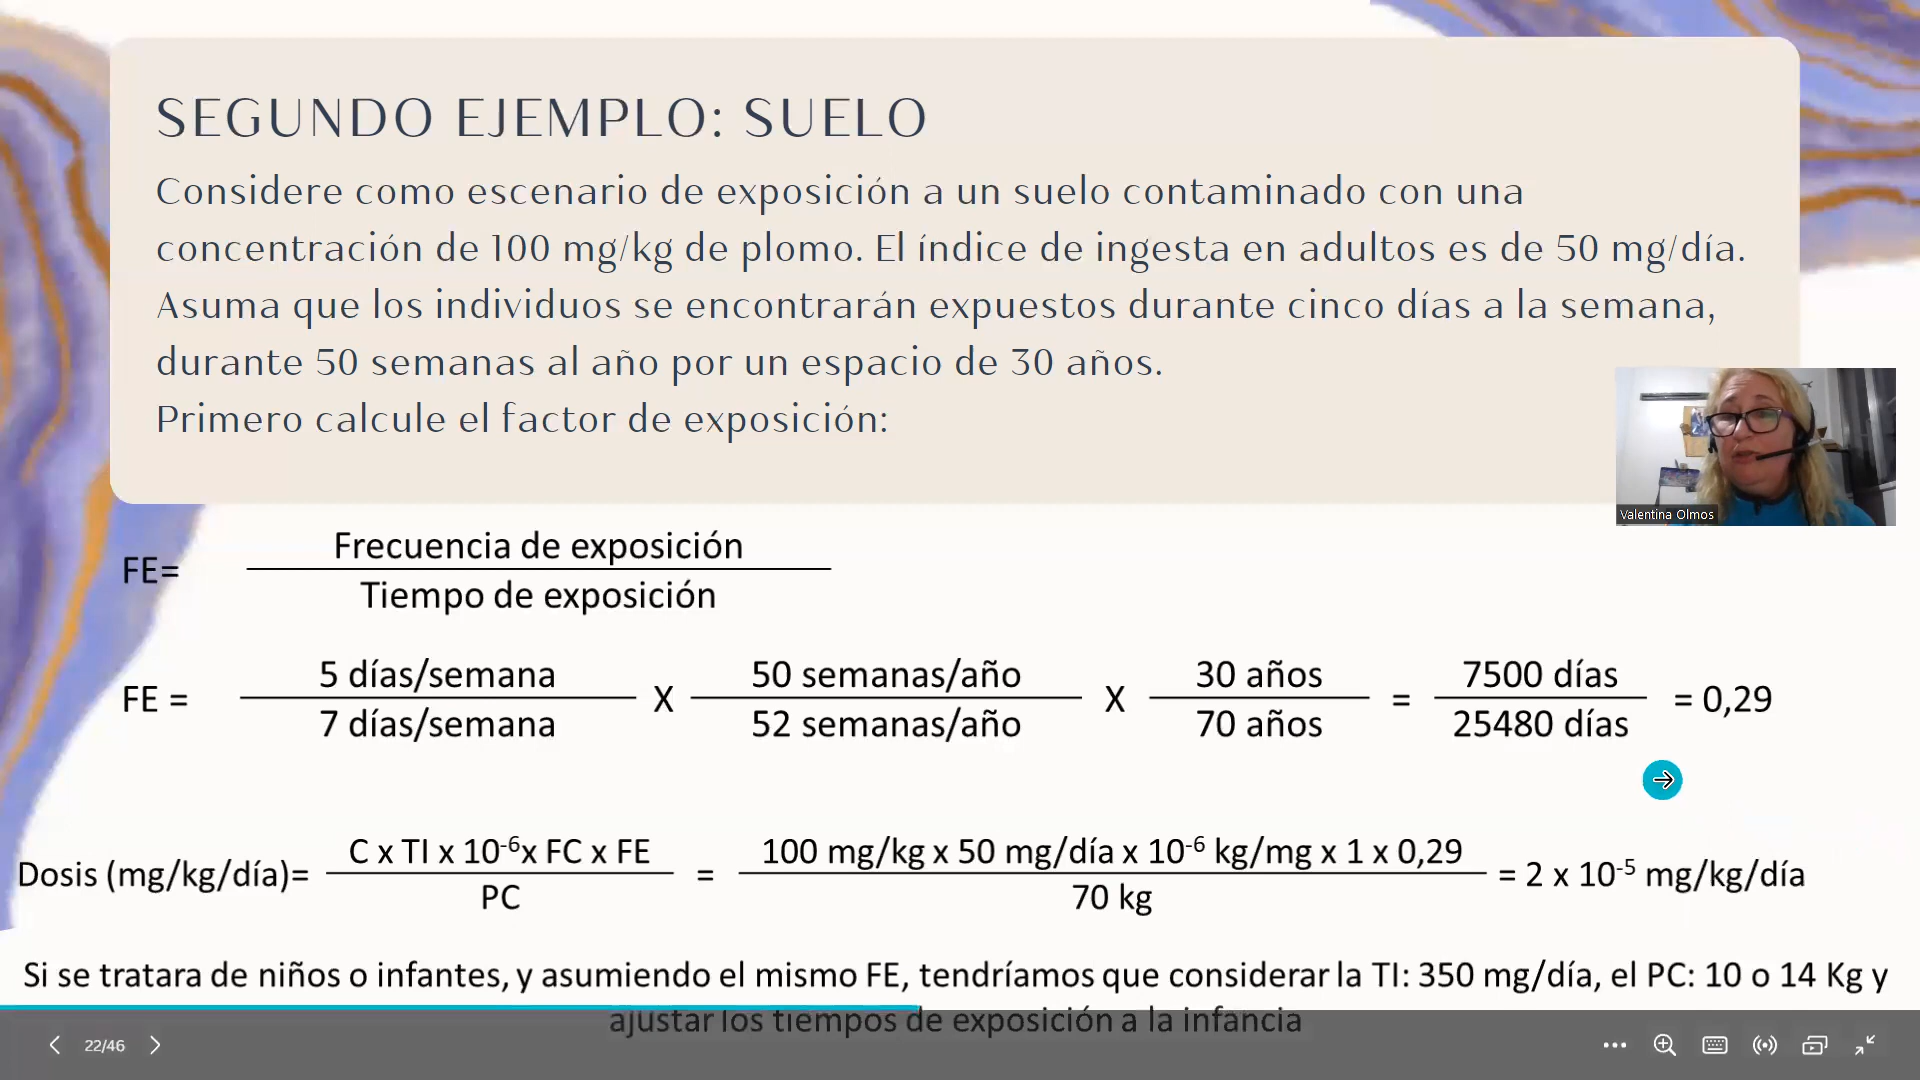 SEGUNDO EJEMPLO: SUELO
Considere como escenario de exposición a un suelo contaminado con una
concentración de 100 mg/kg de plomo. El índice de ingesta en adultos es de 50 mg/día.
Asuma que los individuos se encontrarán expuestos durante cinco días a la semana,
durante 50 semanas al año por un espacio de 30 años.
Primero calcule el factor de exposición:
Valentina Olmos
FE= Frecuencia de exposición
Tiempo de exposición
FE = 5 días/semana X 50 semanas/año X 30 años = 7500 días = 0,29
7 días/semana 52 semanas/año 70 años 25480 días
Dosis (mg/kg/día)= C x TI x 10⁻⁶x FC x FE = 100 mg/kg x 50 mg/día x 10⁻⁶ kg/mg x 1 x 0,29 = 2 x 10⁻⁵ mg/kg/día
PC 70 kg
Si se tratara de niños o infantes, y asumiendo el mismo FE, tendríamos que considerar la TI: 350 mg/día, el PC: 10 o 14 Kg y
ajustar los tiempos de exposición a la infancia
22/46